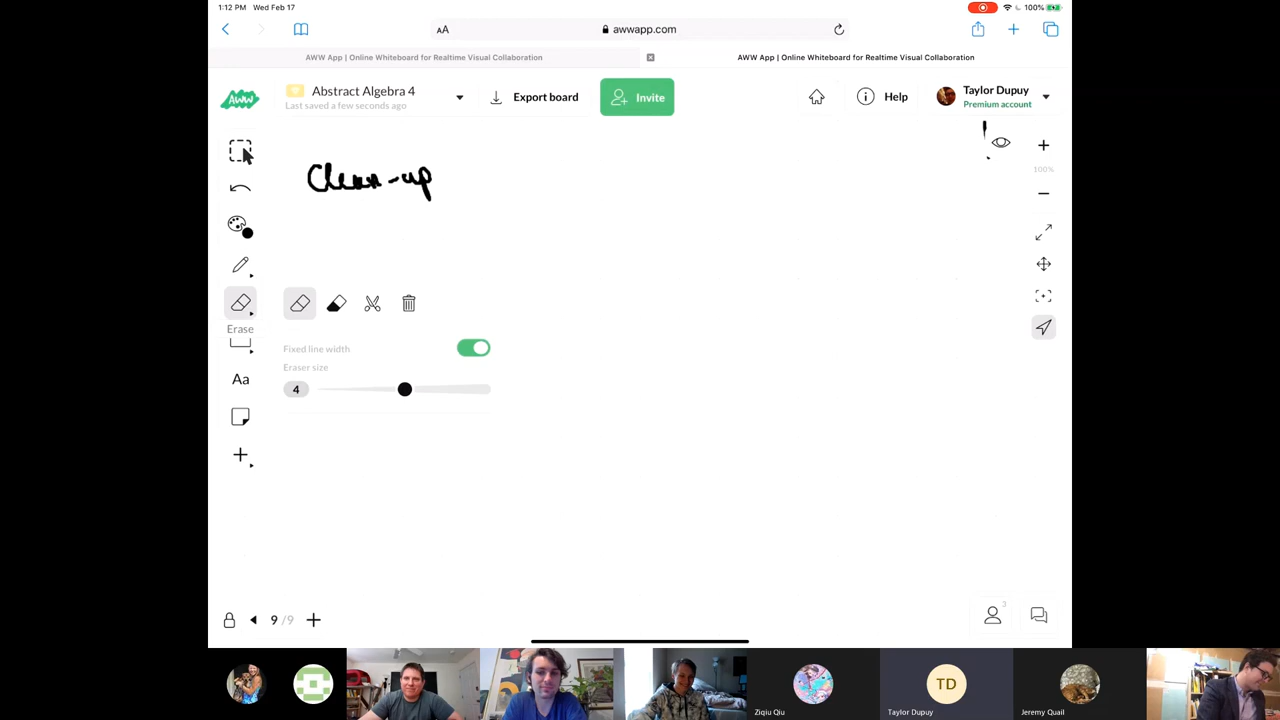 1:12 PM Wed Feb 17
100%
AA
awwapp.com
AWW App | Online Whiteboard for Realtime Visual Collaboration
AWW App | Online Whiteboard for Realtime Visual Collaboration
AWW
Abstract Algebra 4
Last saved a few seconds ago
Export board
Invite
Help
Taylor Dupuy
Premium account
Clean-up
100%
Erase
Fixed line width
Eraser size
4
Aa
9 /9
3
Ziqiu Qiu
TD
Taylor Dupuy
Jeremy Quail